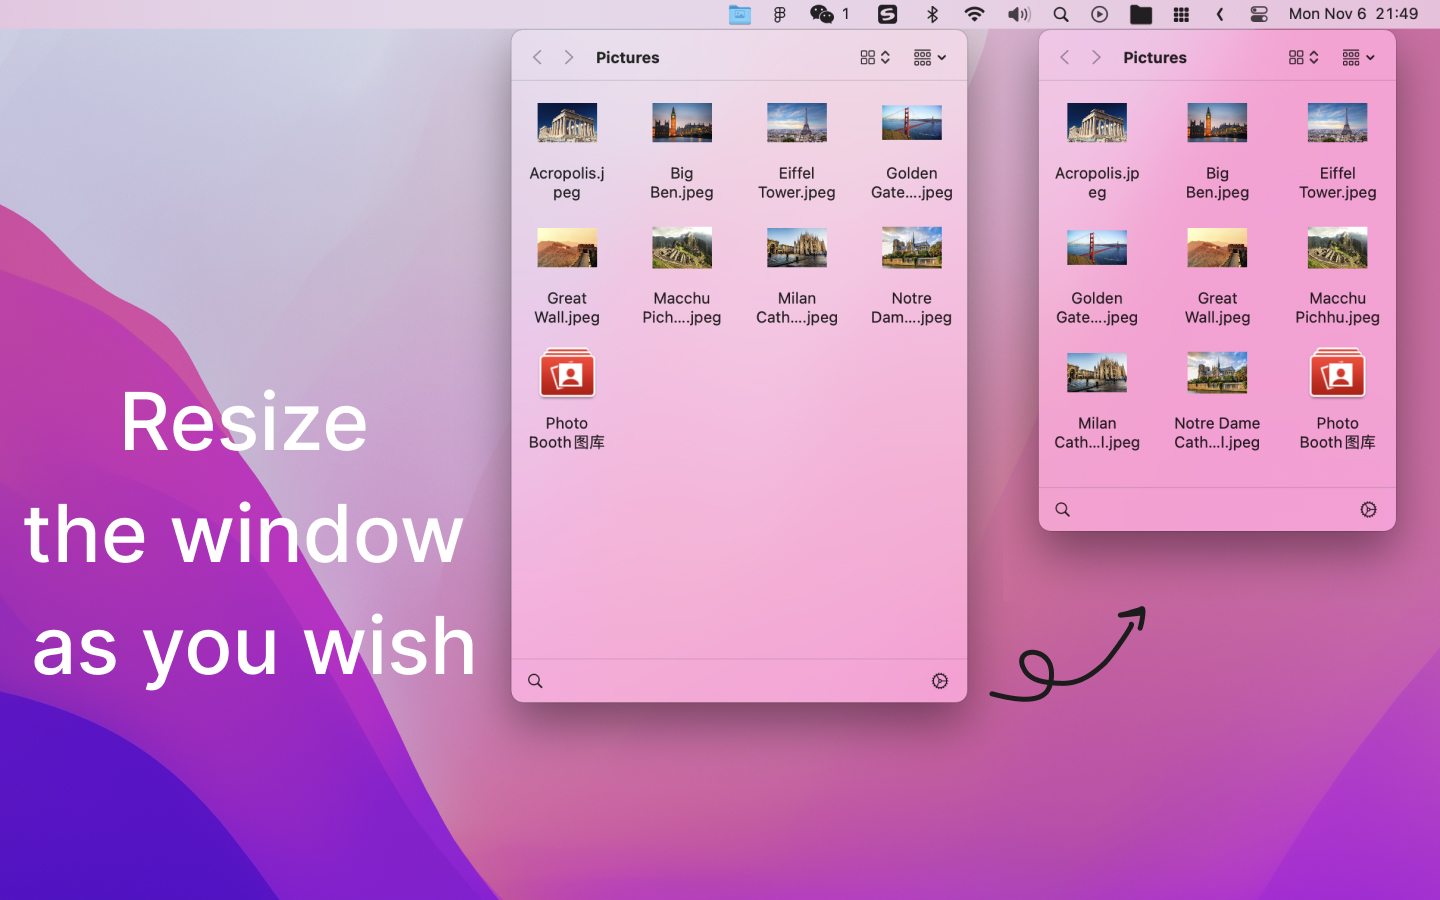 1
Mon Nov 6 21:49
Pictures
Acropolis.j
peg
Big
Ben.jpeg
Eiffel
Tower.jpeg
Golden
Gate....jpeg
Great
Wall.jpeg
Macchu
Pich....jpeg
Milan
Cath....jpeg
Notre
Dam....jpeg
Photo
Booth图库
Pictures
Acropolis.jp
eg
Big
Ben.jpeg
Eiffel
Tower.jpeg
Golden
Gate....jpeg
Great
Wall.jpeg
Macchu
Pichhu.jpeg
Milan
Cath...l.jpeg
Notre Dame
Cath...l.jpeg
Photo
Booth图库
Resize
the window
as you wish